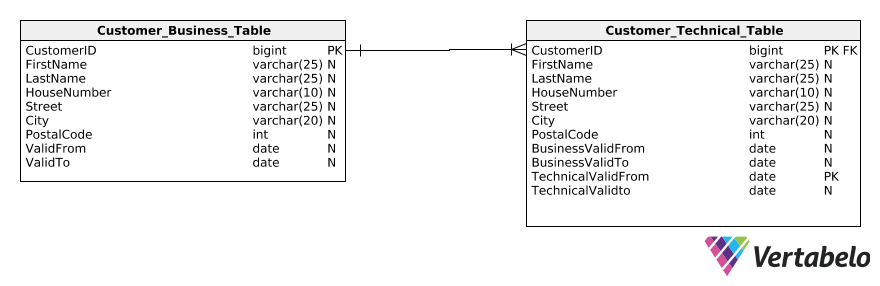 Customer_Business_Table
CustomerID bigint PK
FirstName varchar(25) N
LastName varchar(25) N
HouseNumber varchar(10) N
Street varchar(25) N
City varchar(20) N
PostalCode int N
ValidFrom date N
ValidTo date N
Customer_Technical_Table
CustomerID bigint PK FK
FirstName varchar(25) N
LastName varchar(25) N
HouseNumber varchar(10) N
Street varchar(25) N
City varchar(20) N
PostalCode int N
BusinessValidFrom date N
BusinessValidTo date N
TechnicalValidFrom date PK
TechnicalValidto date N
Vertabelo